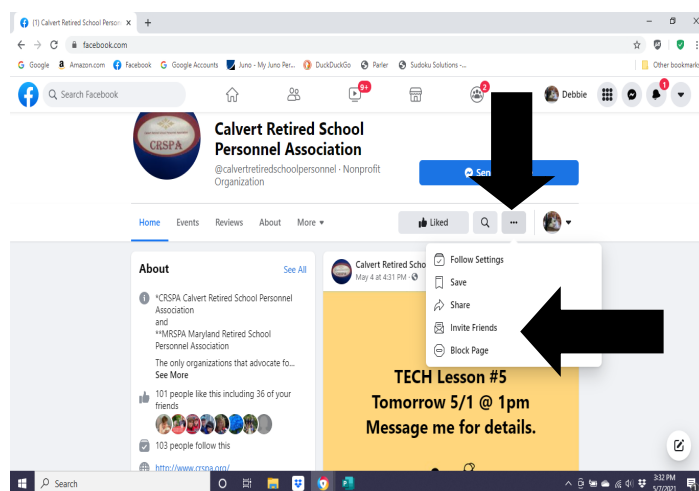 (1) Calvert Retired School Person
facebook.com
Google Amazon.com Facebook Google Accounts Juno - My Juno Per... DuckDuckGo Parler Sudoku Solutions -... Other bookmarks
Search Facebook
9+
2
Debbie
1
CRSPA
Calvert Retired School
Personnel Association
@calvertretiredschoolpersonnel · Nonprofit
Organization
Home Events Reviews About More
Liked
About See All
*CRSPA Calvert Retired School Personnel
Association
and
**MRSPA Maryland Retired School
Personnel Association
The only organizations that advocate fo...
See More
101 people like this including 36 of your
friends
103 people follow this
http://www.crspa.org/
Calvert Retired Scho
May 4 at 4:31 PM ·
Follow Settings
Save
Share
Invite Friends
Block Page
TECH Lesson #5
Tomorrow 5/1 @ 1pm
Message me for details.
Search
3:32 PM
5/7/2021